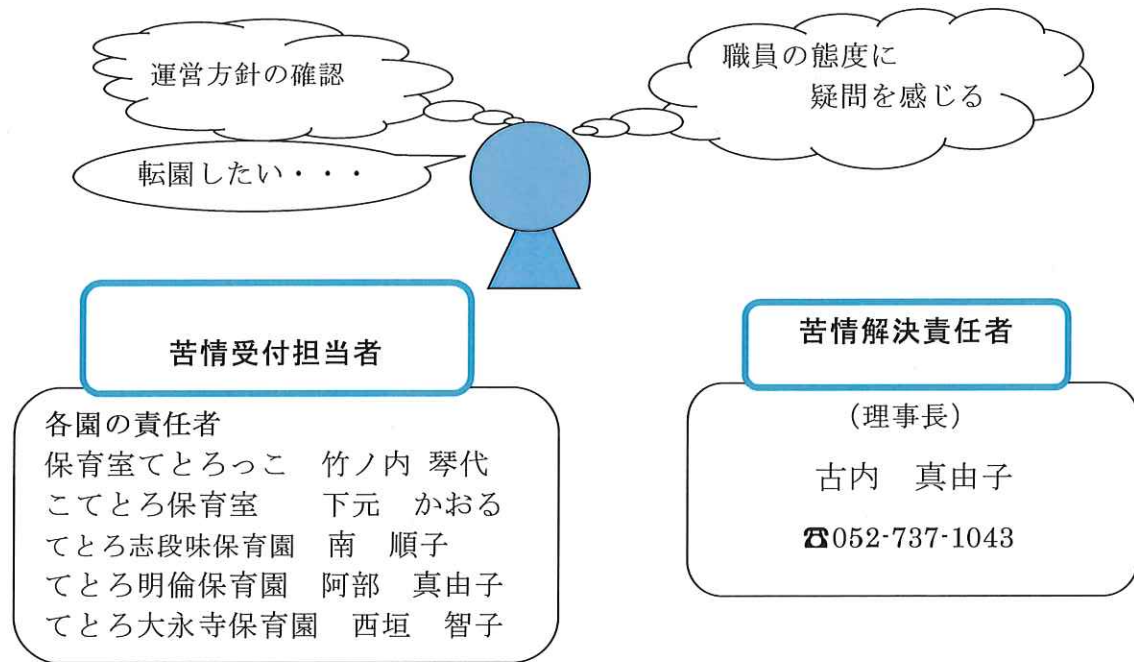 運営方針の確認
職員の態度に
疑問を感じる
転園したい・・・
苦情受付担当者
各園の責任者
保育室てとろっこ 竹ノ内 琴代
こてとろ保育室 下元 かおる
てとろ志段味保育園 南 順子
てとろ明倫保育園 阿部 真由子
てとろ大永寺保育園 西垣 智子
苦情解決責任者
（理事長）
古内 真由子
☎052-737-1043